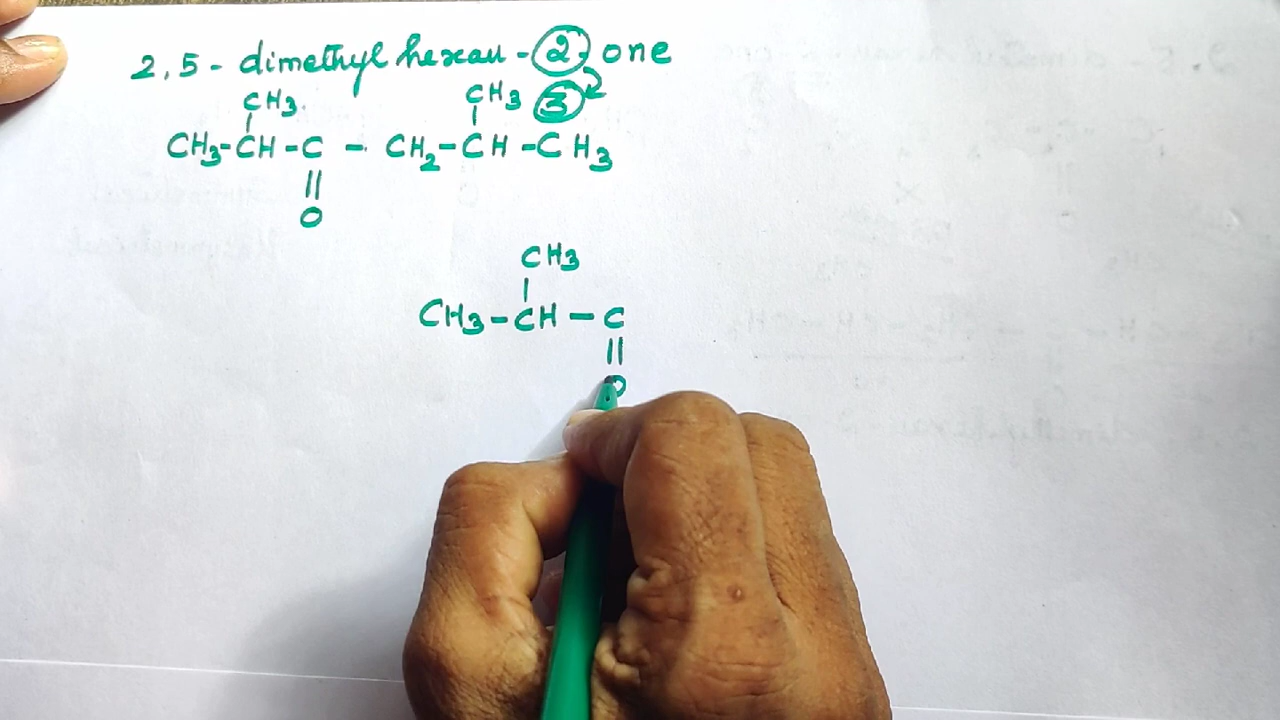 2,5- dimethyl hexan - 2 - one
3
CH3 CH3
CH3-CH-C - CH2-CH-CH3
||
O
CH3
CH3-CH-C
||
O